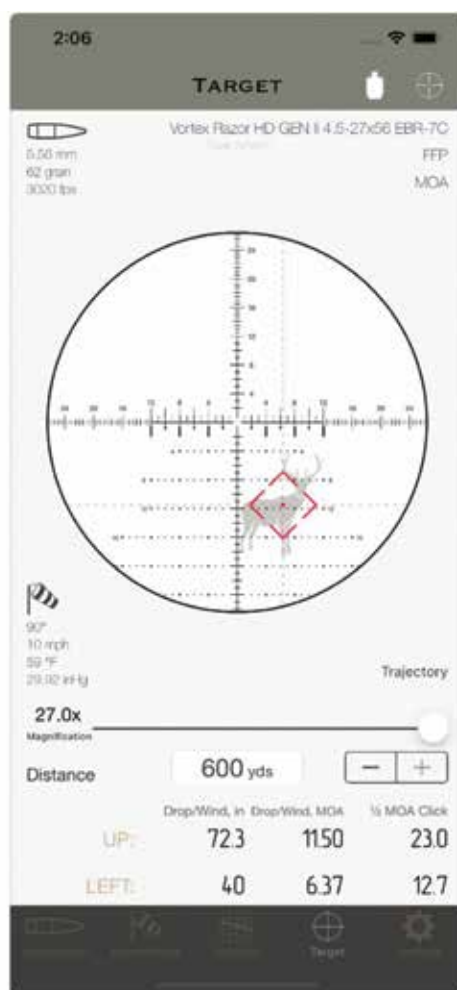 2:06
TARGET
Vortex Razor HD GEN II 4.5-27x56 EBR-7C
5.56 mm
FFP
62 grain
MOA
3020 fps
90°
10 mph
59 °F
29.92 inHg
Trajectory
27.0x
Magnification
Distance
600 yds
− +
Drop/Wind, in Drop/Wind, MOA ½ MOA Click
UP: 72.3 11.50 23.0
LEFT: 40 6.37 12.7
Target